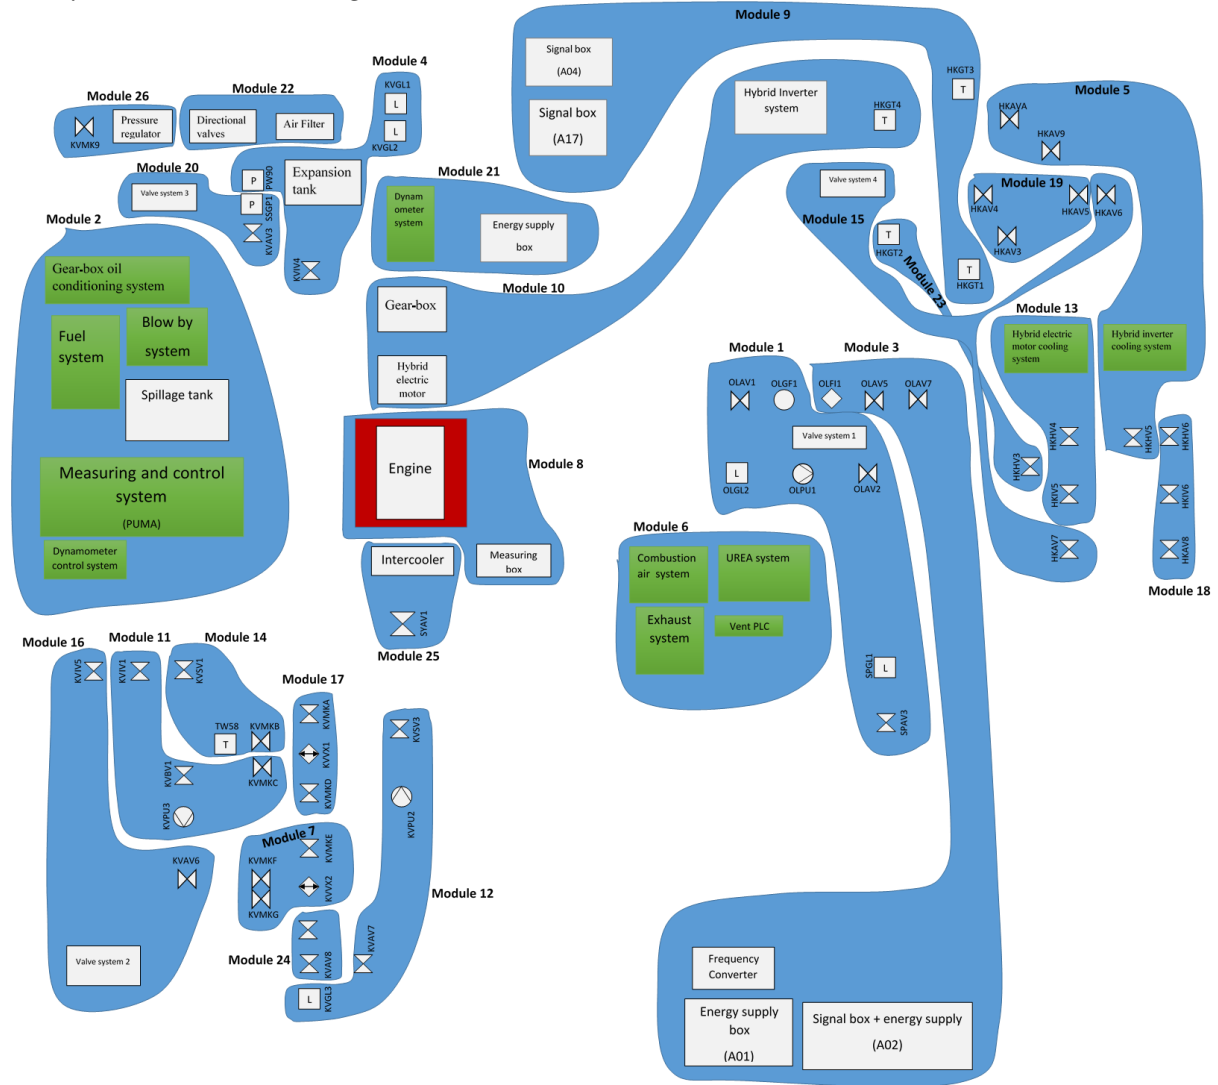 Module 9
Signal box
(A04)
Signal box
(A17)
Hybrid Inverter
system
HKGT4
T
HKGT3
T
HKGT1
T
Module 5
HKAVA
HKAV9
Module 4
KVGL1
L
L
KVGL2
Module 26
KVMK9
Pressure
regulator
Module 22
Directional
valves
Air Filter
Module 20
Valve system 3
P
PW90
P
SSGP1
KVAV3
Expansion
tank
KVIV4
Module 21
Dynam
ometer
system
Energy supply
box
Module 15
Valve system 4
Module 19
HKAV4
HKAV5
HKAV3
HKAV6
T
HKGT2
Module 23
Module 2
Gear-box oil
conditioning system
Fuel
system
Blow by
system
Spillage tank
Measuring and control
system
(PUMA)
Dynamometer
control system
Module 10
Gear-box
Hybrid
electric
motor
Module 8
Engine
Measuring
box
Intercooler
SYAV1
Module 25
Module 1
OLAV1
OLGF1
Module 3
OLFI1
OLAV5
OLAV7
Valve system 1
L
OLGL2
OLPU1
OLAV2
SPGL1
L
SPAV3
Module 13
Hybrid electric
motor cooling
system
Hybrid inverter
cooling system
HKHV4
HKHV5
HKHV6
HKHV3
HKIV5
HKIV6
HKAV7
HKAV8
Module 18
Module 6
Combustion
air system
UREA system
Exhaust
system
Vent PLC
Module 16
KVIV5
KVAV6
Valve system 2
Module 11
KVIV1
KVBV1
KVPU3
KVMKC
Module 14
KVSV1
TW58
T
KVMKB
Module 17
KVMKA
KVVX1
KVMKD
Module 7
KVMKE
KVMKF
KVMKG
KVVX2
Module 24
KVAV8
Module 12
KVSV3
KVPU2
KVAV7
L
KVGL3
Frequency
Converter
Energy supply
box
(A01)
Signal box + energy supply
(A02)